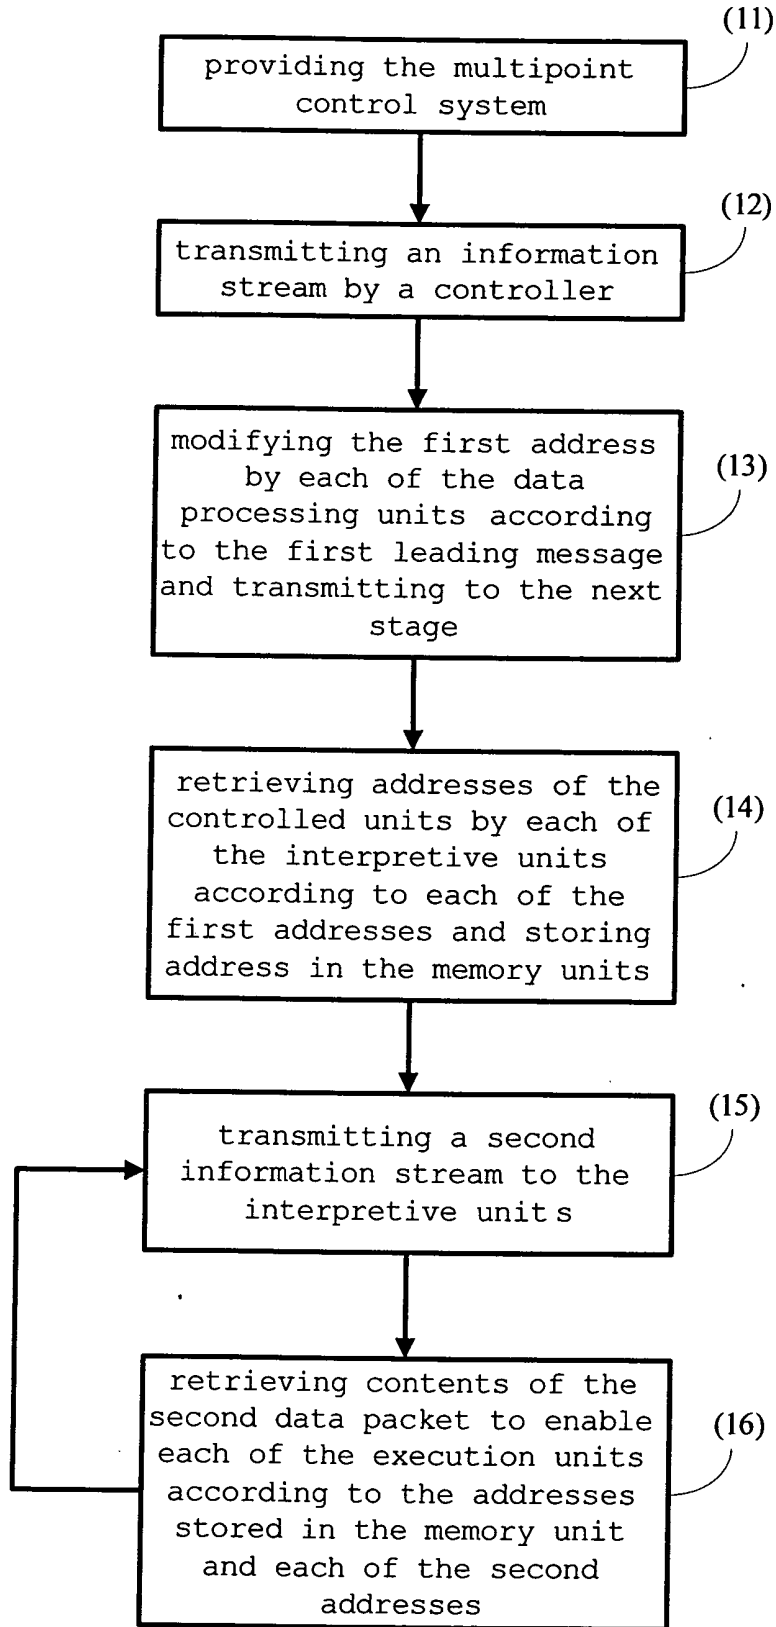 (11)
providing the multipoint
control system
(12)
transmitting an information
stream by a controller
(13)
modifying the first address
by each of the data
processing units according
to the first leading message
and transmitting to the next
stage
(14)
retrieving addresses of the
controlled units by each of
the interpretive units
according to each of the
first addresses and storing
address in the memory units
(15)
transmitting a second
information stream to the
interpretive units
(16)
retrieving contents of the
second data packet to enable
each of the execution units
according to the addresses
stored in the memory unit
and each of the second
addresses